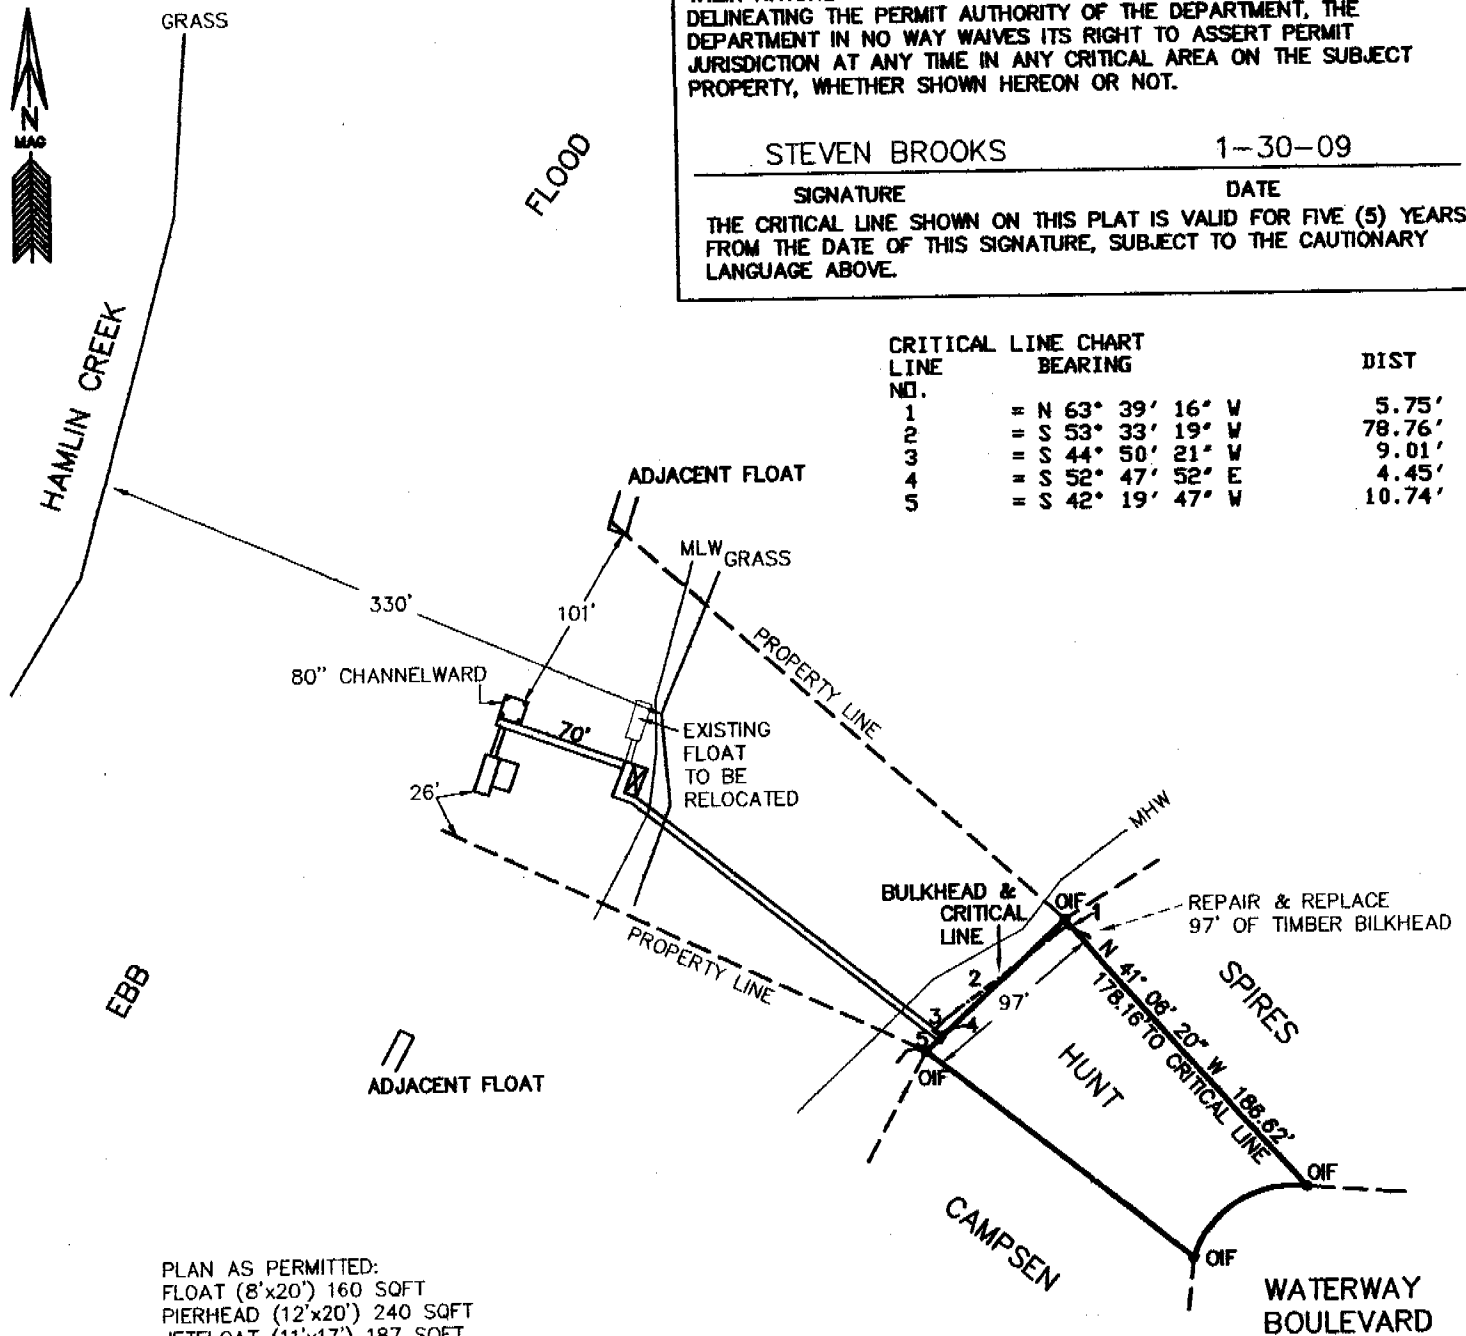 DELINEATING THE PERMIT AUTHORITY OF THE DEPARTMENT, THE
DEPARTMENT IN NO WAY WAIVES ITS RIGHT TO ASSERT PERMIT
JURISDICTION AT ANY TIME IN ANY CRITICAL AREA ON THE SUBJECT
PROPERTY, WHETHER SHOWN HEREON OR NOT.
STEVEN BROOKS 1-30-09
SIGNATURE DATE
THE CRITICAL LINE SHOWN ON THIS PLAT IS VALID FOR FIVE (5) YEARS
FROM THE DATE OF THIS SIGNATURE, SUBJECT TO THE CAUTIONARY
LANGUAGE ABOVE.
GRASS
N
MAG
FLOOD
HAMLIN CREEK
CRITICAL LINE CHART
LINE BEARING DIST
NO.
1 = N 63° 39' 16" W 5.75'
2 = S 53° 33' 19" W 78.76'
3 = S 44° 50' 21" W 9.01'
4 = S 52° 47' 52" E 4.45'
5 = S 42° 19' 47" W 10.74'
ADJACENT FLOAT
MLW
GRASS
330'
101'
PROPERTY LINE
80" CHANNELWARD
70'
EXISTING
FLOAT
TO BE
RELOCATED
26'
MHW
BULKHEAD &
CRITICAL
LINE
OIF
1
REPAIR & REPLACE
97' OF TIMBER BILKHEAD
PROPERTY LINE
2
97'
3
4
5
OIF
N 41° 06' 20" W 186.62'
178.16' TO CRITICAL LINE
SPIRES
HUNT
EBB
ADJACENT FLOAT
OIF
CAMPSEN
OIF
WATERWAY
BOULEVARD
PLAN AS PERMITTED:
FLOAT (8'x20') 160 SQFT
PIERHEAD (12'x20') 240 SQFT
JETFLOAT (11'x17') 187 SQFT